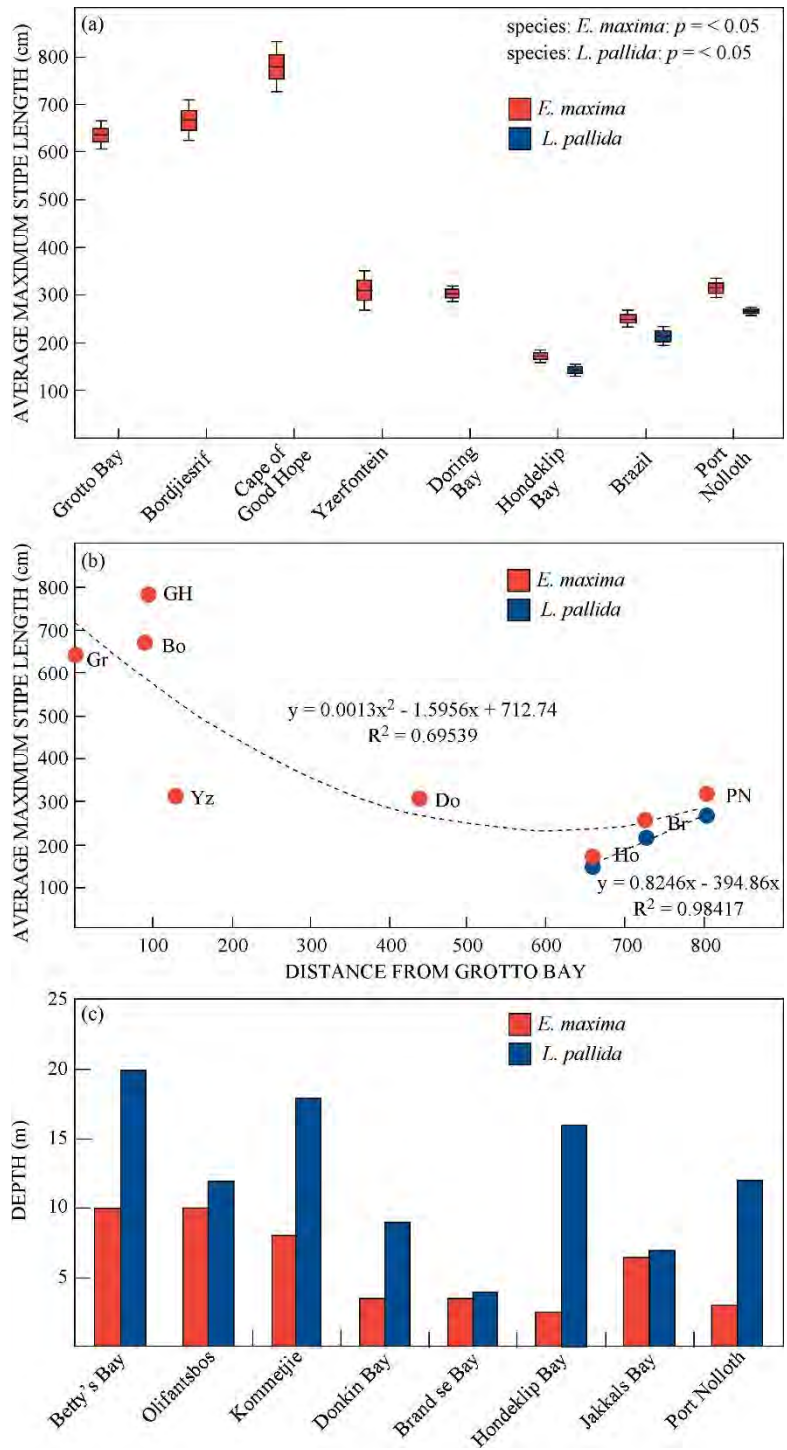 (a)
species: E. maxima: p = < 0.05
species: L. pallida: p = < 0.05
E. maxima
L. pallida
AVERAGE MAXIMUM STIPE LENGTH (cm)
800
700
600
500
400
300
200
100
Grotto Bay
Bordjiesrif
Cape of
Good Hope
Yzerfontein
Doring
Bay
Hondeklip
Bay
Brazil
Port
Nolloth
(b)
E. maxima
L. pallida
AVERAGE MAXIMUM STIPE LENGTH (cm)
800
700
600
500
400
300
200
100
GH
Bo
Gr
Yz
y = 0.0013x² - 1.5956x + 712.74
R² = 0.69539
Do
PN
Br
Ho
y = 0.8246x - 394.86x
R² = 0.98417
100
200
300
400
500
600
700
800
DISTANCE FROM GROTTO BAY
(c)
E. maxima
L. pallida
DEPTH (m)
25
20
15
10
5
Betty's Bay
Olifantsbos
Kommetjie
Donkin Bay
Brand se Bay
Hondeklip Bay
Jakkals Bay
Port Nolloth